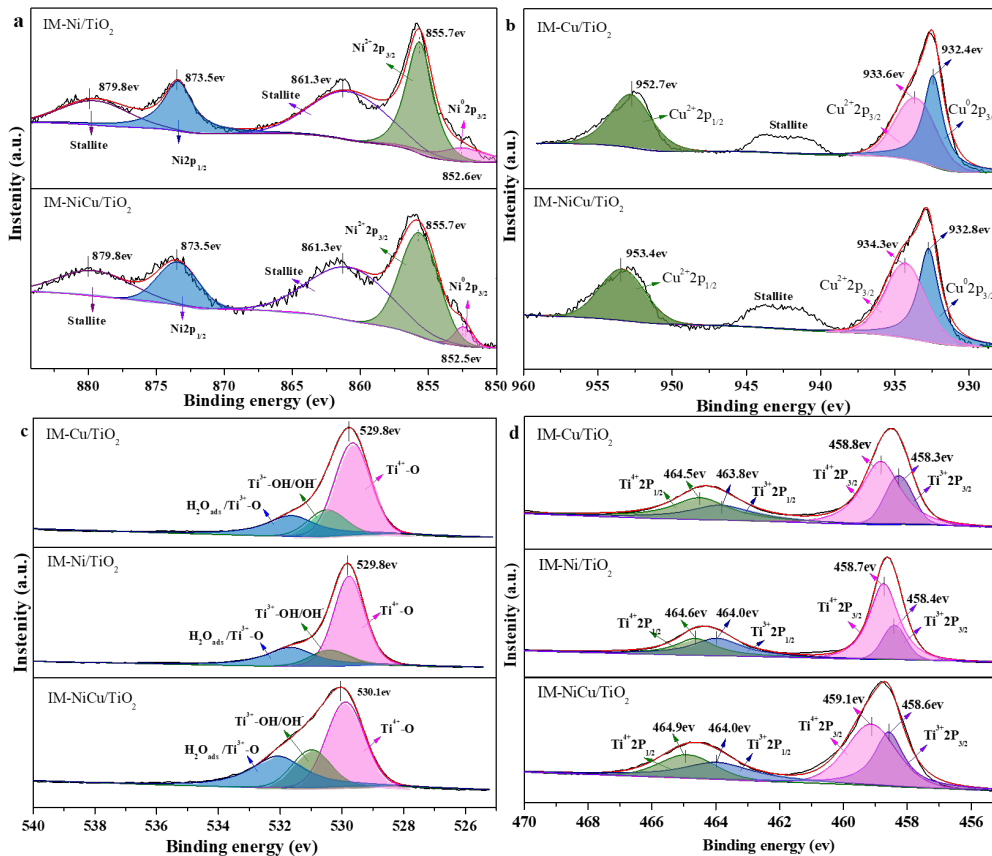 a
IM-Ni/TiO2
879.8ev
873.5ev
861.3ev
Ni2+2p3/2
855.7ev
Stallite
Ni02p3/2
Stallite
Ni2p1/2
852.6ev
IM-NiCu/TiO2
879.8ev
873.5ev
861.3ev
Ni2+2p3/2
855.7ev
Stallite
Ni02p3/2
Stallite
Ni2p1/2
852.5ev
Instenity (a.u.)
880 875 870 865 860 855 850
Binding energy (ev)
b
IM-Cu/TiO2
952.7ev
Cu2+2p1/2
Stallite
933.6ev
932.4ev
Cu2+2p3/2
Cu02p3/2
IM-NiCu/TiO2
953.4ev
Cu2+2p1/2
Stallite
934.3ev
932.8ev
Cu2+2p3/2
Cu02p3/2
Instenity (a.u.)
960 955 950 945 940 935 930
Binding energy (ev)
c
IM-Cu/TiO2
529.8ev
Ti3+-OH/OH-
Ti4+-O
H2Oads/Ti3+-O
IM-Ni/TiO2
529.8ev
Ti3+-OH/OH-
Ti4+-O
H2Oads/Ti3+-O
IM-NiCu/TiO2
530.1ev
Ti3+-OH/OH-
Ti4+-O
H2Oads/Ti3+-O
Instenity (a.u.)
540 538 536 534 532 530 528 526
Binding energy (ev)
d
IM-Cu/TiO2
464.5ev
463.8ev
Ti4+2P1/2
Ti3+2P1/2
458.8ev
458.3ev
Ti4+2P3/2
Ti3+2P3/2
IM-Ni/TiO2
464.6ev
464.0ev
Ti4+2P1/2
Ti3+2P1/2
458.7ev
458.4ev
Ti4+2P3/2
Ti3+2P3/2
IM-NiCu/TiO2
464.9ev
464.0ev
Ti4+2P1/2
Ti3+2P1/2
459.1ev
458.6ev
Ti4+2P3/2
Ti3+2P3/2
Instenity (a.u.)
470 468 466 464 462 460 458 456
Binding energy (ev)